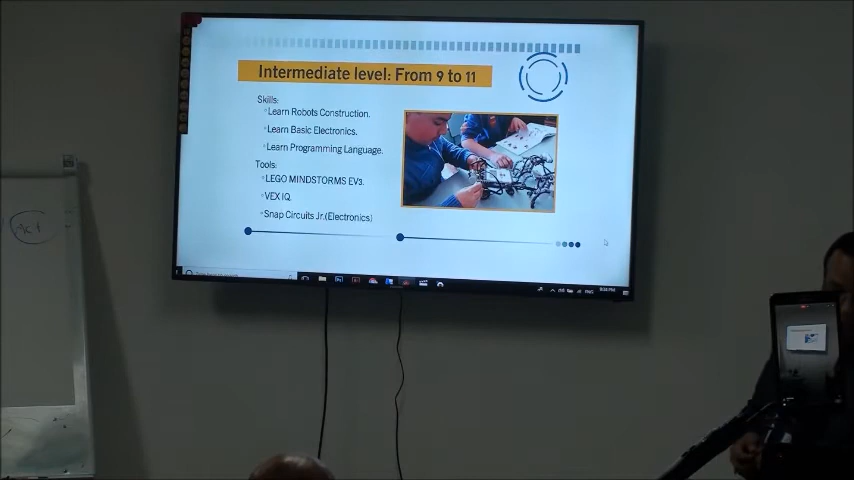 Intermediate level: From 9 to 11
Skills:
Learn Robots Construction.
Learn Basic Electronics.
Learn Programming Language.
Tools:
LEGO MINDSTORMS EV3.
VEX IQ.
Snap Circuits Jr.(Electronics)